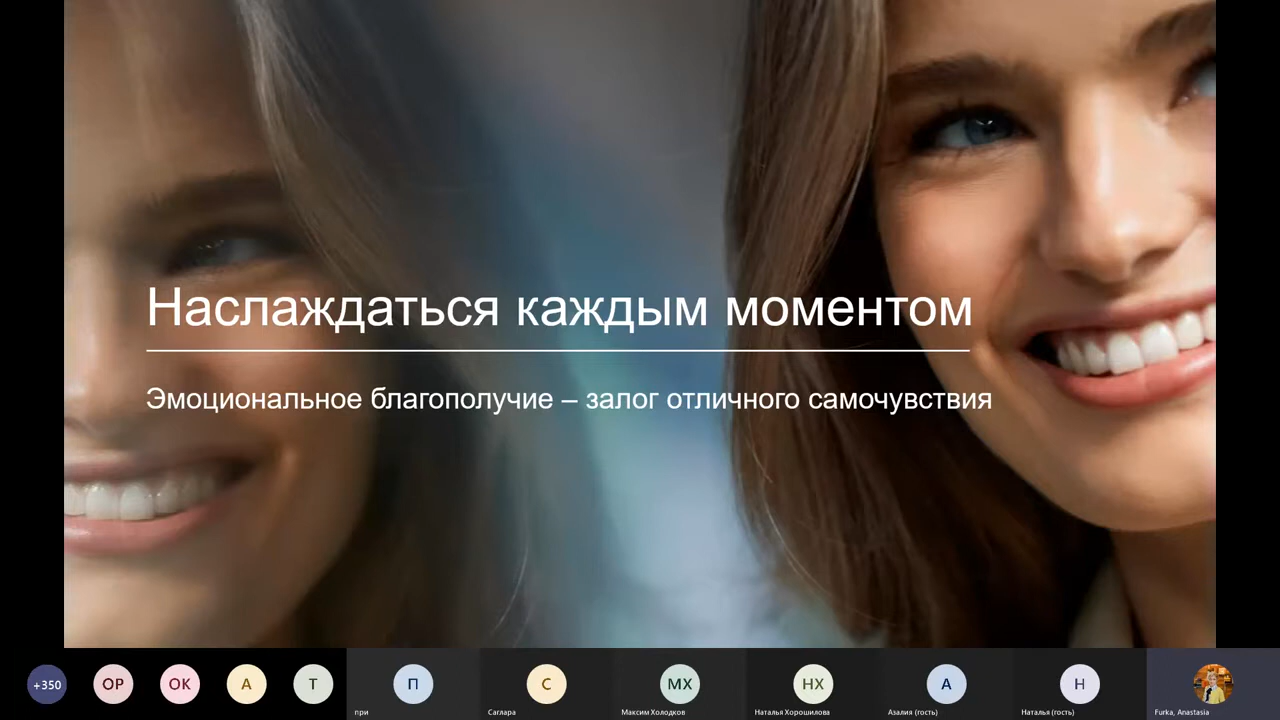 Наслаждаться каждым моментом
Эмоциональное благополучие – залог отличного самочувствия
+350
ОР
ОК
А
Т
П
С
МХ
НХ
А
Н
при
Саглара
Максим Холодков
Наталья Хорошилова
Азалия (гость)
Наталья (гость)
Furka, Anastasia